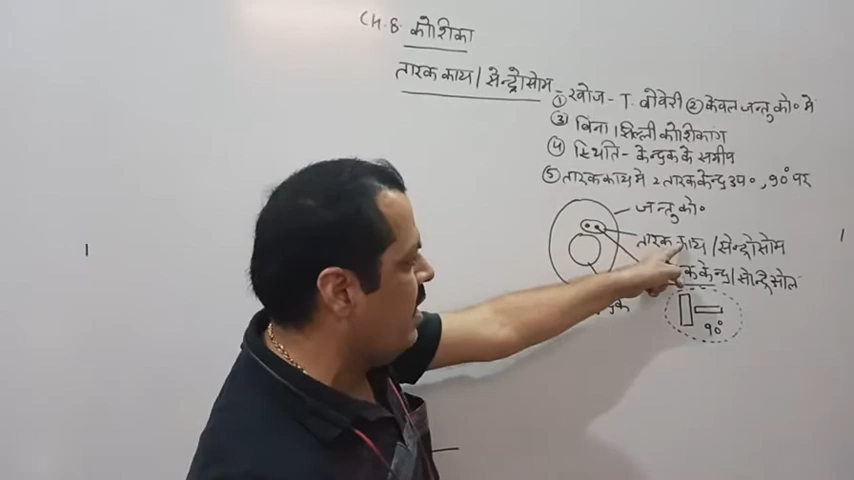 CH.8. कोशिका
तारक काय / सेन्ट्रोसोम - ① खोज - T. बोवेरी ② केवल जन्तु को० में
③ बिना झिल्ली कोशिकांग
④ स्थिति - केन्द्रक के समीप
⑤ तारककाय मे 2 तारककेन्द्र उप०, 90° पर
जन्तु को०
तारक काय / सेन्ट्रोसोम
केन्द्र / सेन्ट्रिओल
90°